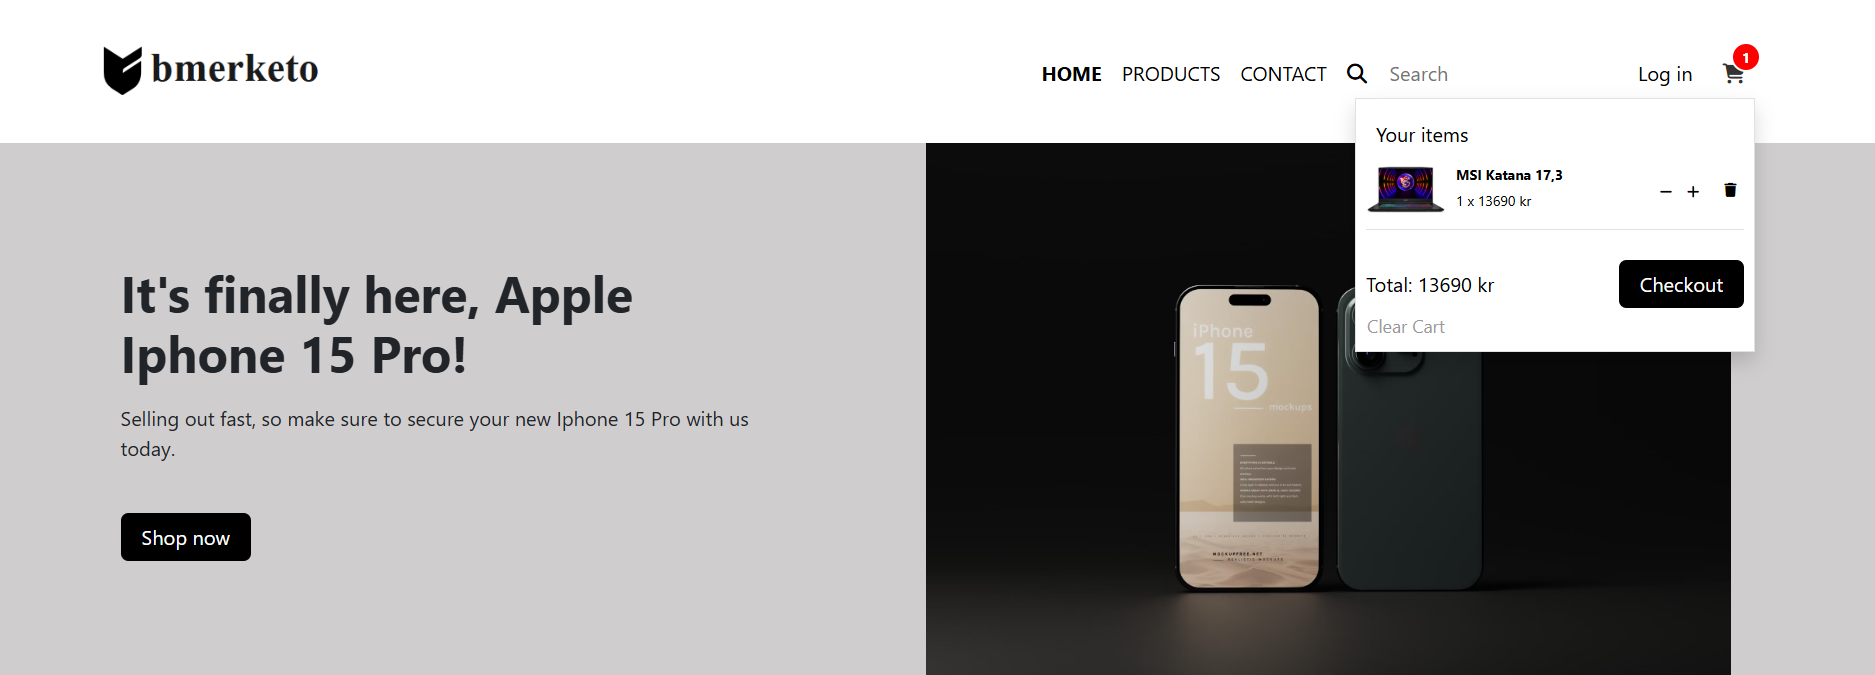 bmerketo
HOME PRODUCTS CONTACT Search Log in 1
Your items
MSI Katana 17,3
1 x 13690 kr
Total: 13690 kr Checkout
Clear Cart
It's finally here, Apple
Iphone 15 Pro!
Selling out fast, so make sure to secure your new Iphone 15 Pro with us
today.
Shop now
iPhone
15
mockups
MOCKUPFREE.NET
REALISTIC MOCKUPS